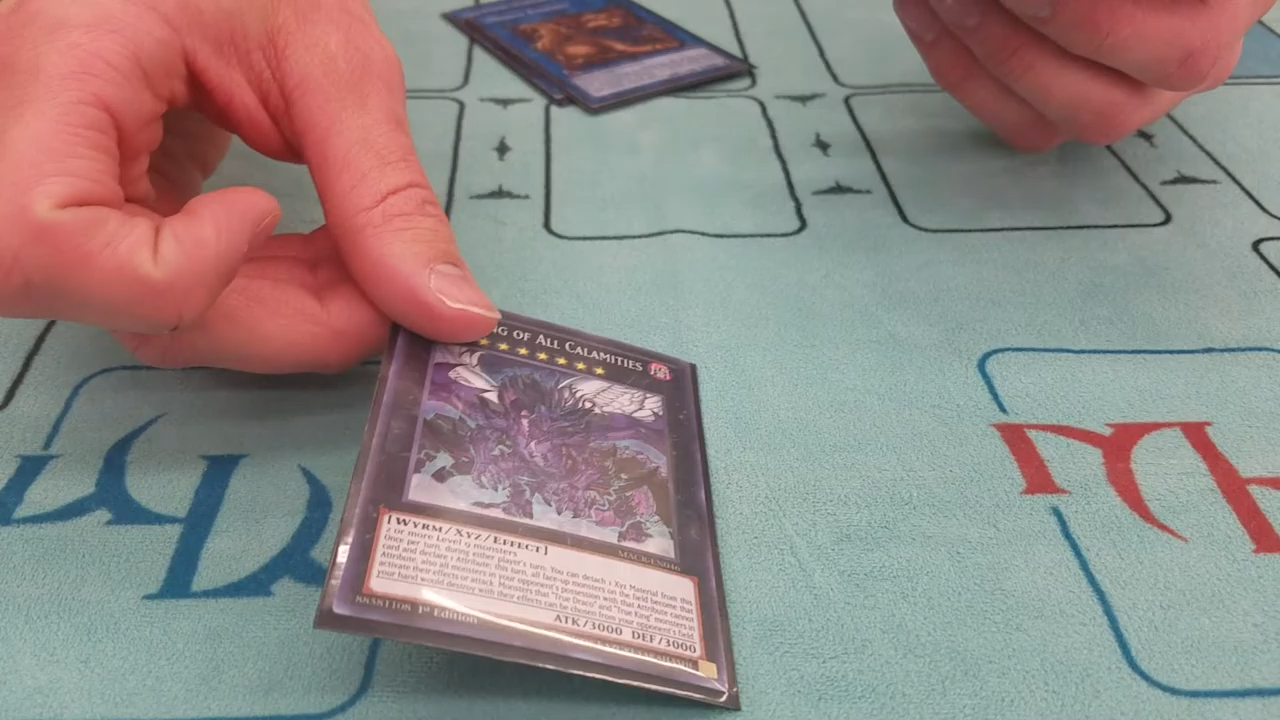 NG OF ALL CALAMITIES
MACR-EN046
[WYRM/XYZ/EFFECT]
2 or more Level 9 monsters
Once per turn, during either player's turn: You can detach 1 Xyz Material from this
card and declare 1 Attribute; this turn, all face-up monsters on the field become that
Attribute, also all monsters in your opponent's possession with that Attribute cannot
activate their effects or attack. Monsters that "True Draco" and "True King" monsters in
your hand would destroy with their effects can be chosen from your opponent's field.
ATK/3000 DEF/3000
88581108 1st Edition